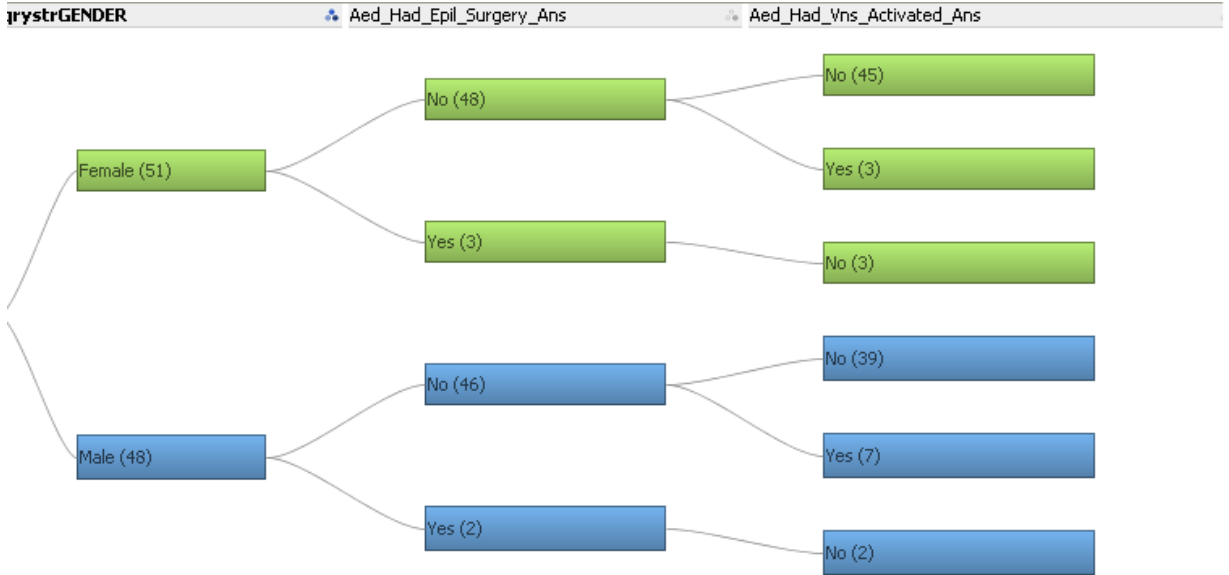 grystrGENDER Aed_Had_Epil_Surgery_Ans Aed_Had_Vns_Activated_Ans
No (45)
No (48)
Yes (3)
Female (51)
Yes (3)
No (3)
No (39)
No (46)
Yes (7)
Male (48)
Yes (2)
No (2)